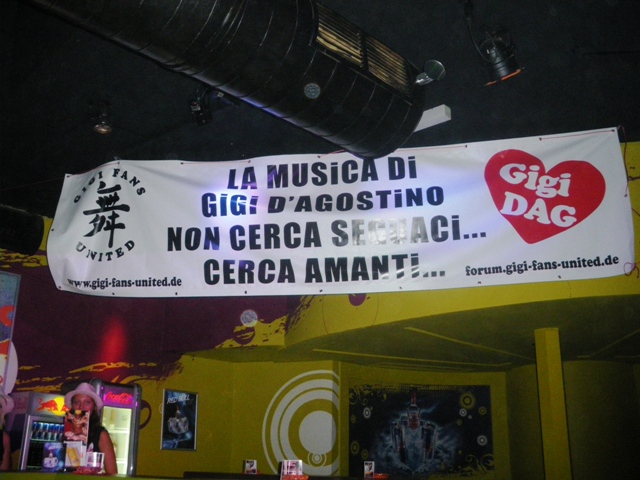 GIGI FANS
舞
UNITED
www.gigi-fans-united.de
LA MUSiCA Di
GiGi D'AGOSTiNO
NON CERCA SEGUACi...
CERCA AMANTi...
Gigi
DAG
forum.gigi-fans-united.de